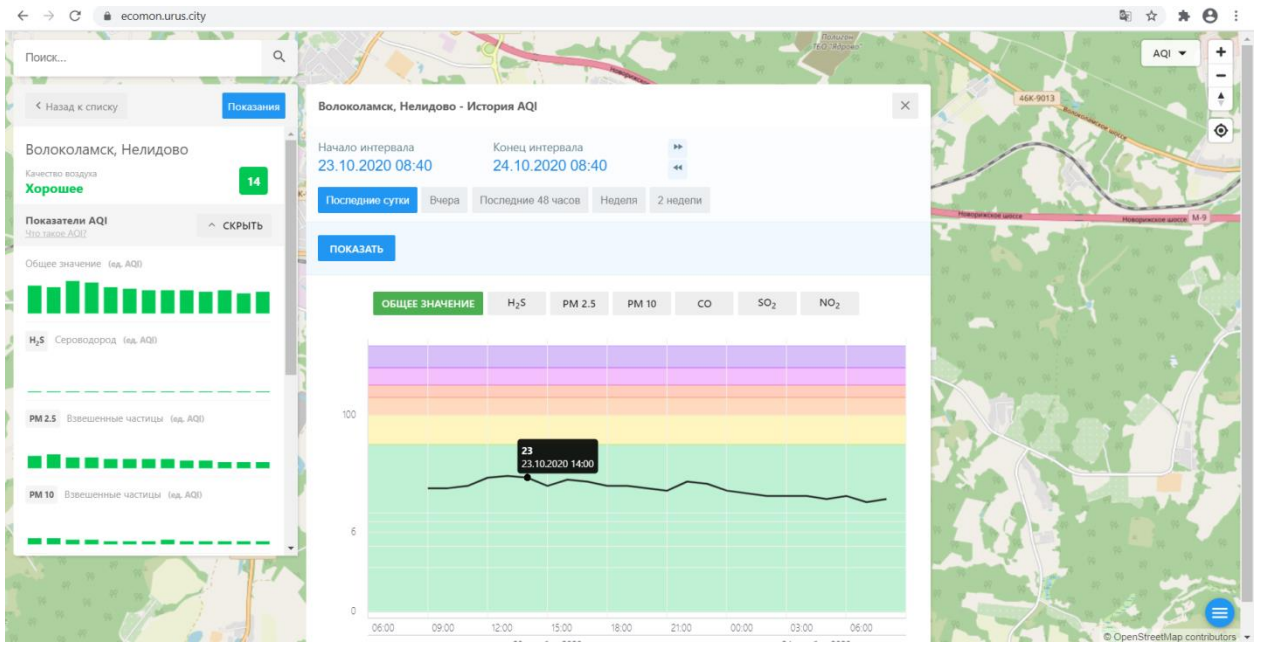 ecomon.urus.city
Поиск...
Назад к списку
Показания
Волоколамск, Нелидово
Качество воздуха
Хорошее
14
Показатели AQI
Что такое AQI?
СКРЫТЬ
Общее значение (ед. AQI)
H₂S Сероводород (ед. AQI)
PM 2.5 Взвешенные частицы (ед. AQI)
PM 10 Взвешенные частицы (ед. AQI)
Волоколамск, Нелидово - История AQI
Начало интервала
23.10.2020 08:40
Конец интервала
24.10.2020 08:40
Последние сутки
Вчера
Последние 48 часов
Неделя
2 недели
ПОКАЗАТЬ
ОБЩЕЕ ЗНАЧЕНИЕ
H₂S
PM 2.5
PM 10
CO
SO₂
NO₂
100
6
0
23
23.10.2020 14:00
06:00 09:00 12:00 15:00 18:00 21:00 00:00 03:00 06:00
Полигон
ТБО "Ядрово"
AQI
46К-9013
Волоколамское шоссе
Новорижское шоссе
Новорижское шоссе
М-9
© OpenStreetMap contributors